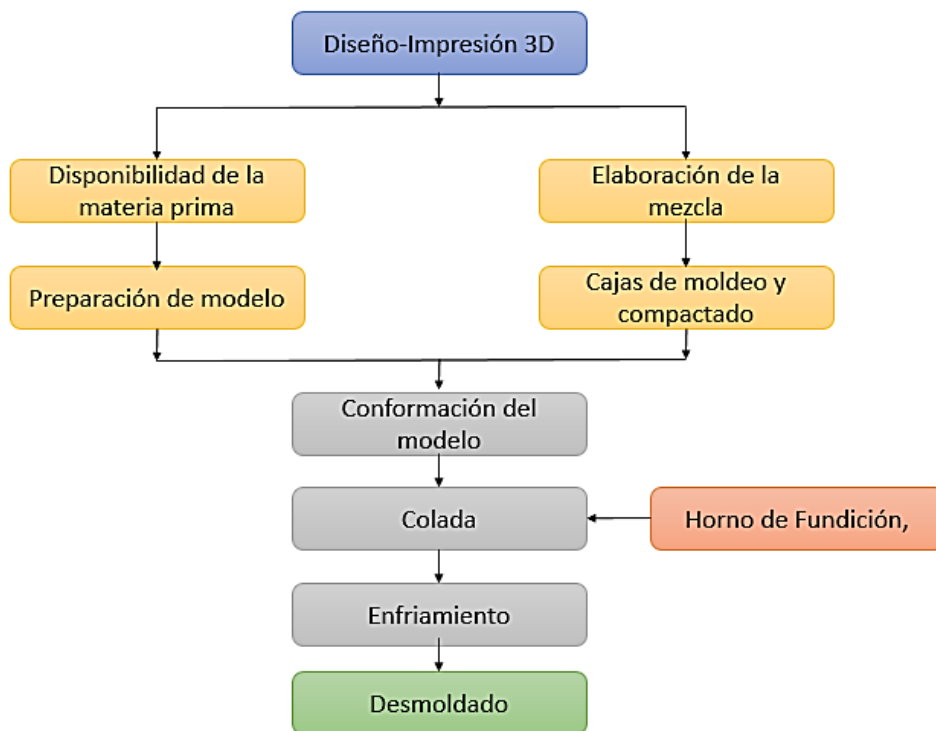 Diseño-Impresión 3D
Disponibilidad de la
materia prima
Elaboración de la
mezcla
Preparación de modelo
Cajas de moldeo y
compactado
Conformación del
modelo
Colada
Horno de Fundición,
Enfriamiento
Desmoldado